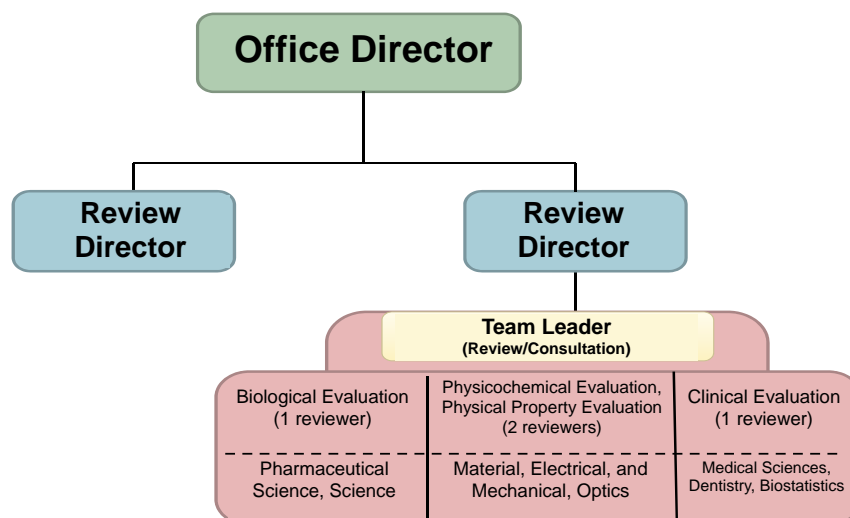 Office Director
Review
Director
Review
Director
Team Leader
(Review/Consultation)
Biological Evaluation
(1 reviewer)
Physicochemical Evaluation,
Physical Property Evaluation
(2 reviewers)
Clinical Evaluation
(1 reviewer)
Pharmaceutical
Science, Science
Material, Electrical, and
Mechanical, Optics
Medical Sciences,
Dentistry, Biostatistics